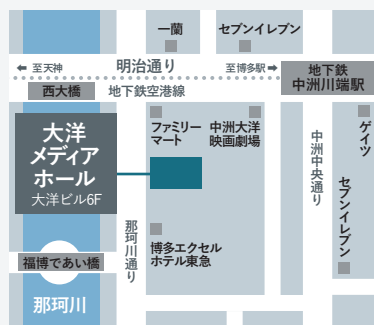 一蘭
セブンイレブン
至天神
明治通り
至博多駅
地下鉄
中洲川端駅
西大橋
地下鉄空港線
大洋
メディア
ホール
大洋ビル6F
ファミリー
マート
中洲大洋
映画劇場
ゲイツ
中洲中央通り
セブンイレブン
那珂川通り
博多エクセル
ホテル東急
福博であい橋
那珂川